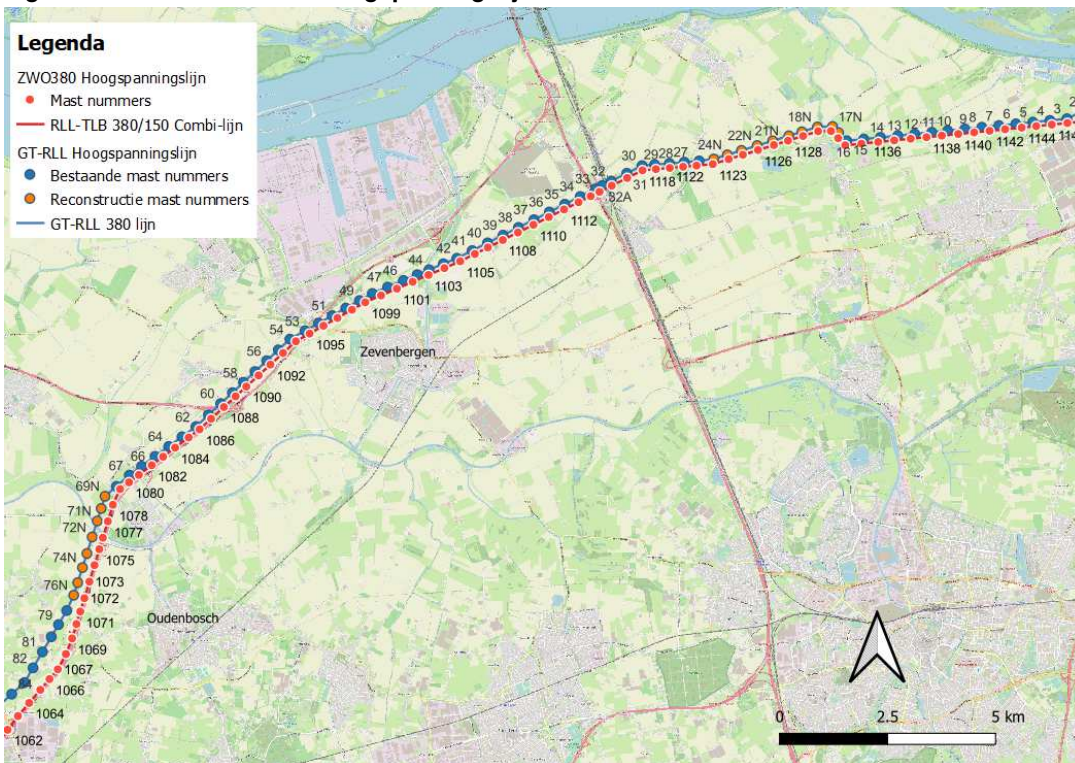 Legenda
ZWO380 Hoogspanningslijn
Mast nummers
RLL-TLB 380/150 Combi-lijn
GT-RLL Hoogspanningslijn
Bestaande mast nummers
Reconstructie mast nummers
GT-RLL 380 lijn
18N 17N
24N 22N 21N
14 13 12 11 10 9 8 7 6 5 4 3 2
16 15
1136 1138 1140 1142 1144
1128
1126
1123
1122
1118
30 29 28 27
31
32A
36 35 34 33 32
1112
1110
1108
42 41 40 39 38 37
1105
1103
1101
1099
49 47 46 44
51
53
54
1095
1092
56
58
60
1090
1088
62
64
1086
1084
66
67
1082
1080
69N
71N
72N
74N
76N
1078
1077
1075
1073
1072
1071
79
81
82
1069
1067
1066
1064
1062
Zevenbergen
Oudenbosch
0 2.5 5 km